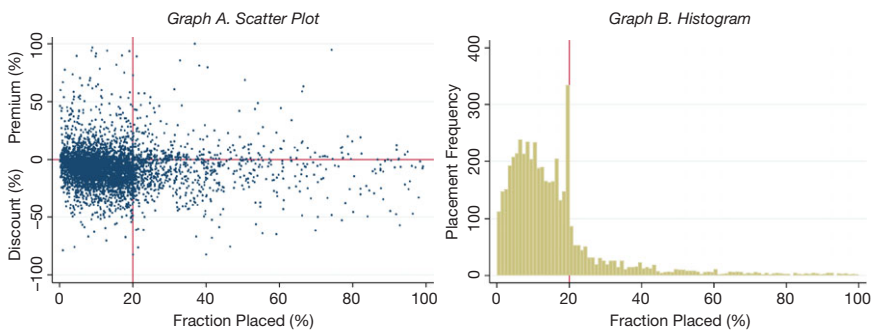 Graph A. Scatter Plot
Premium (%)
Discount (%)
100
50
0
−50
−100
0 20 40 60 80 100
Fraction Placed (%)
Graph B. Histogram
Placement Frequency
400
300
200
100
0
0 20 40 60 80 100
Fraction Placed (%)